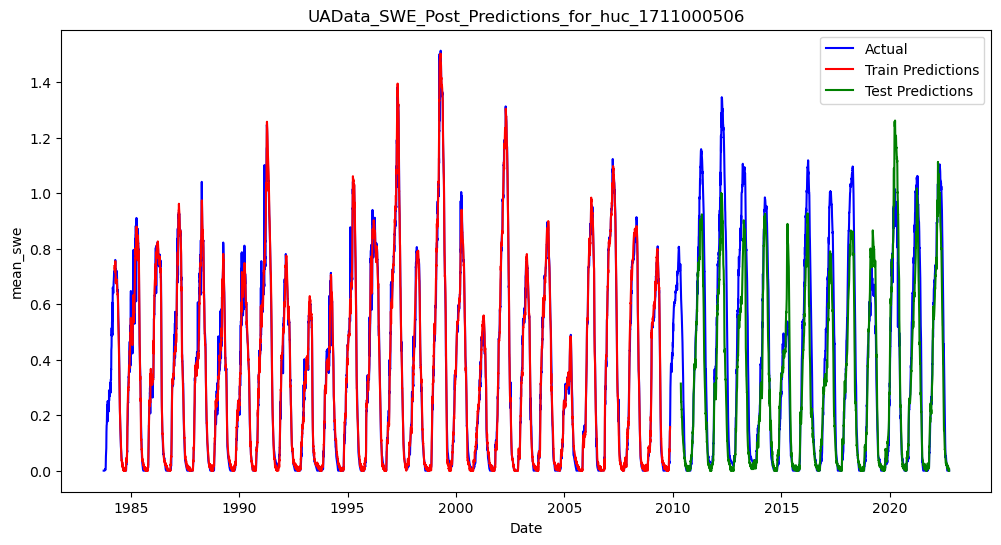 UAData_SWE_Post_Predictions_for_huc_1711000506
Actual
Train Predictions
Test Predictions
mean_swe
1.4
1.2
1.0
0.8
0.6
0.4
0.2
0.0
1985 1990 1995 2000 2005 2010 2015 2020
Date